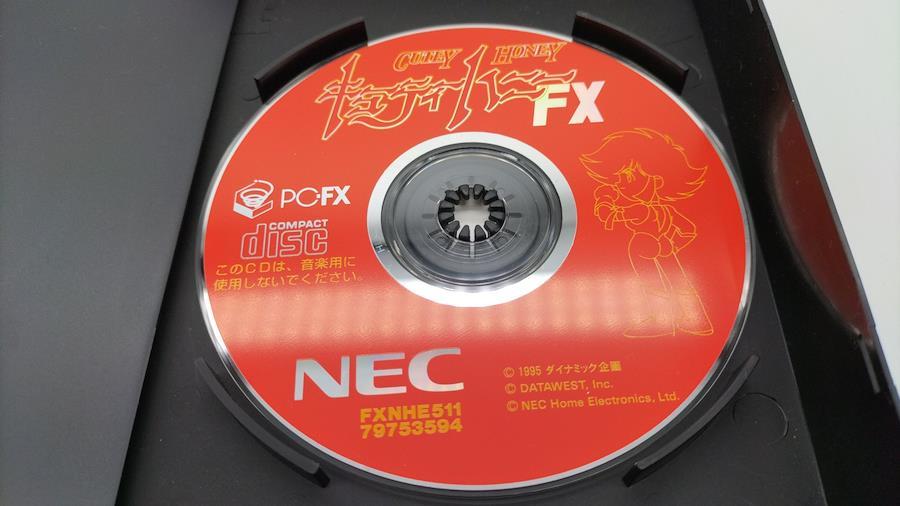 CUTEY HONEY
キューティーハニーFX
PC-FX
COMPACT
disc
このCDは、音楽用に
使用しないでください。
NEC
FXNHE511
79753594
© 1995 ダイナミック企画
© DATAWEST, Inc.
© NEC Home Electronics, Ltd.